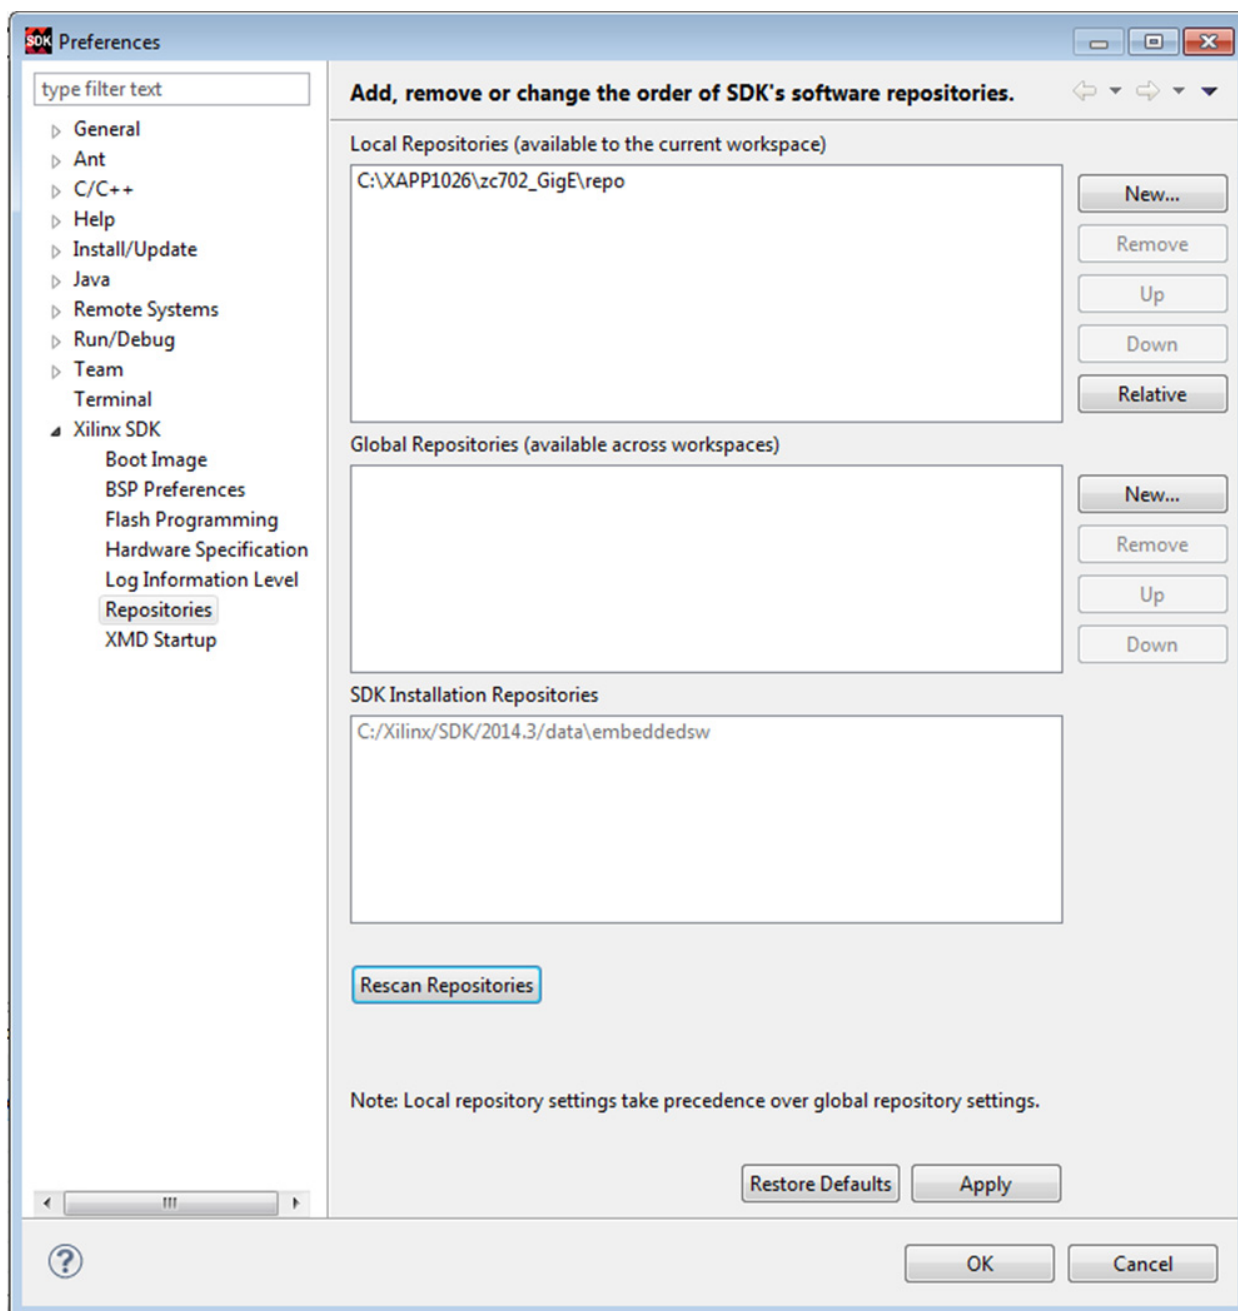 SDK Preferences
type filter text
General
Ant
C/C++
Help
Install/Update
Java
Remote Systems
Run/Debug
Team
Terminal
Xilinx SDK
Boot Image
BSP Preferences
Flash Programming
Hardware Specification
Log Information Level
Repositories
XMD Startup
Add, remove or change the order of SDK's software repositories.
Local Repositories (available to the current workspace)
C:\XAPP1026\zc702_GigE\repo
New...
Remove
Up
Down
Relative
Global Repositories (available across workspaces)
New...
Remove
Up
Down
SDK Installation Repositories
C:/Xilinx/SDK/2014.3/data\embeddedsw
Rescan Repositories
Note: Local repository settings take precedence over global repository settings.
Restore Defaults
Apply
?
OK
Cancel